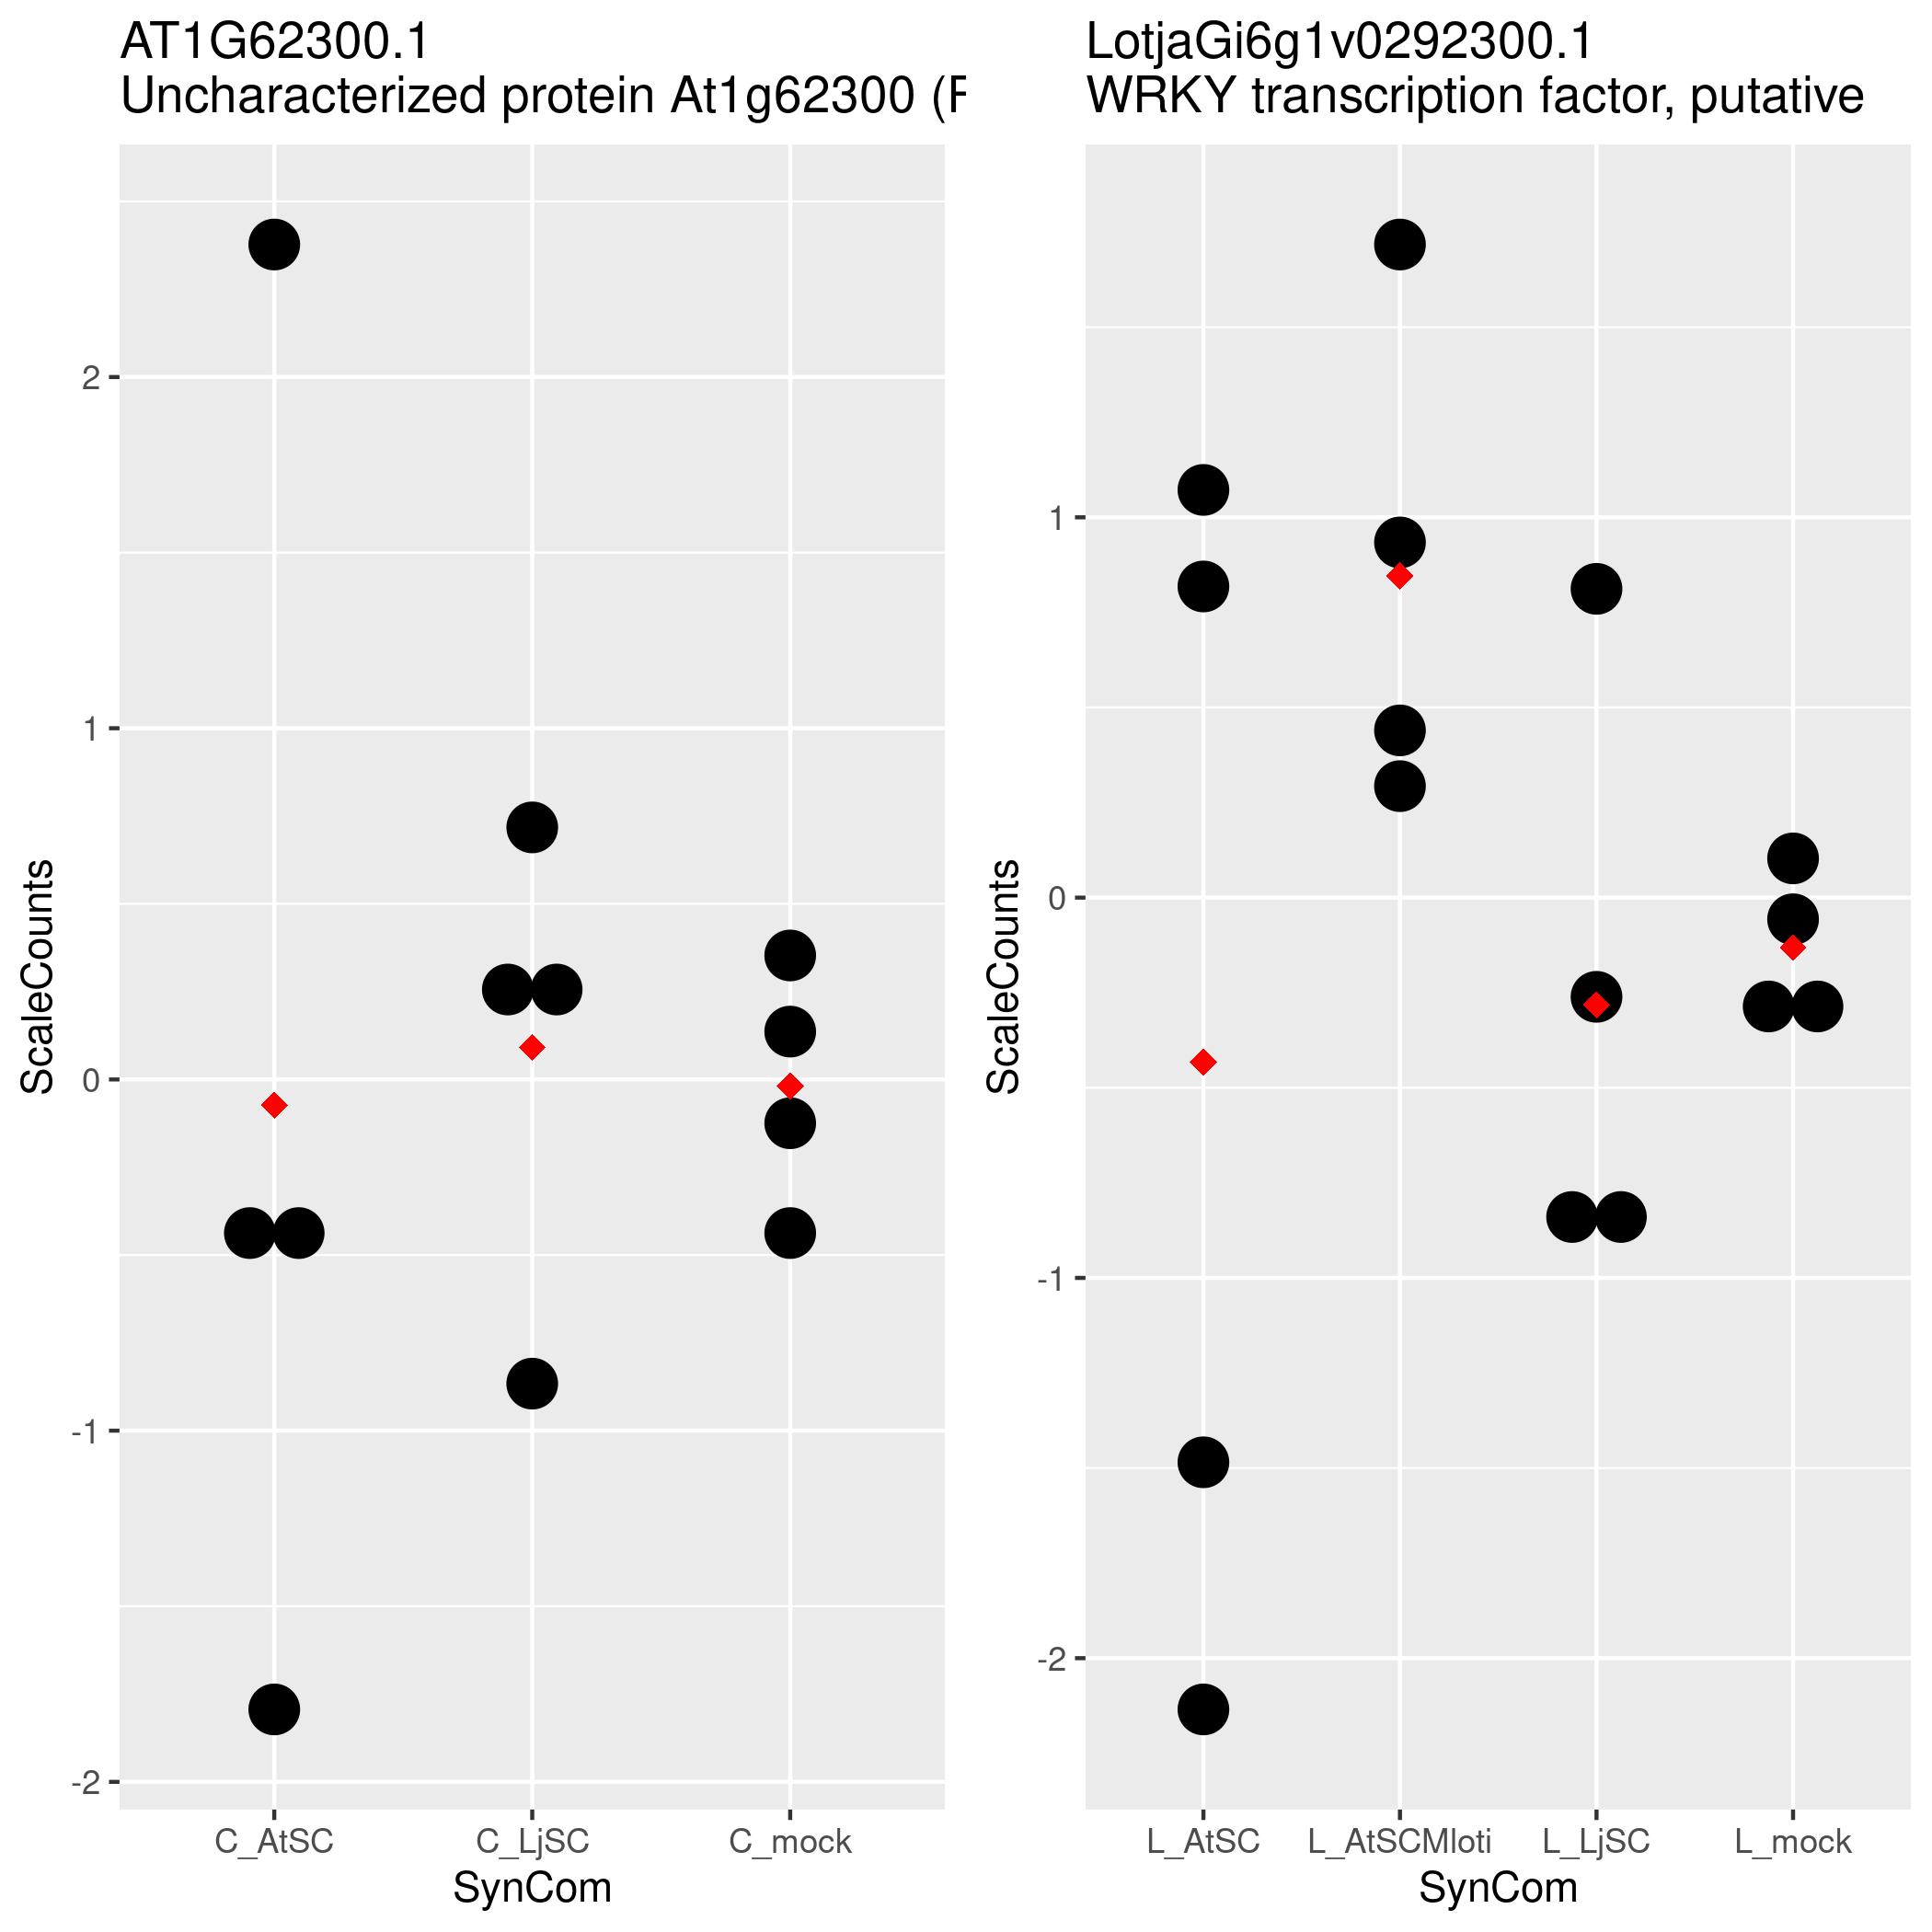 AT1G62300.1
Uncharacterized protein At1g62300 (F
ScaleCounts
2
1
0
-1
-2
C_AtSC C_LjSC C_mock
SynCom
LotjaGi6g1v0292300.1
WRKY transcription factor, putative
ScaleCounts
1
0
-1
-2
L_AtSC L_AtSCMloti L_LjSC L_mock
SynCom